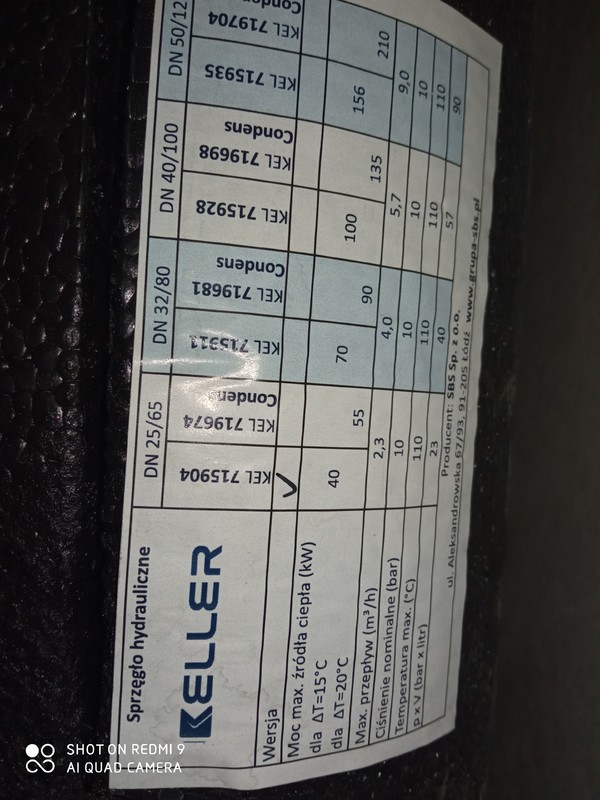 Sprzęgło hydrauliczne DN 25/65 DN 32/80 DN 40/100 DN 50/12
KELLER
KEL 715904 KEL 719674 Condens KEL 715911 KEL 719681 Condens KEL 715928 KEL 719698 Condens KEL 715935 KEL 719704 Conden
Wersja ✓
Moc max. źródła ciepła (kW)
dla ΔT=15°C 40 70 100 156
dla ΔT=20°C 55 90 135 210
Max. przepływ (m³/h) 2,3 4,0 5,7 9,0
Ciśnienie nominalne (bar) 10 10 10 10
Temperatura max. (°C) 110 110 110 110
p x V (bar x litr) 23 40 57 90
Producent: SBS Sp. z o.o.
ul. Aleksandrowska 67/93, 91-205 Łódź www.grupa-sbs.pl
SHOT ON REDMI 9
AI QUAD CAMERA